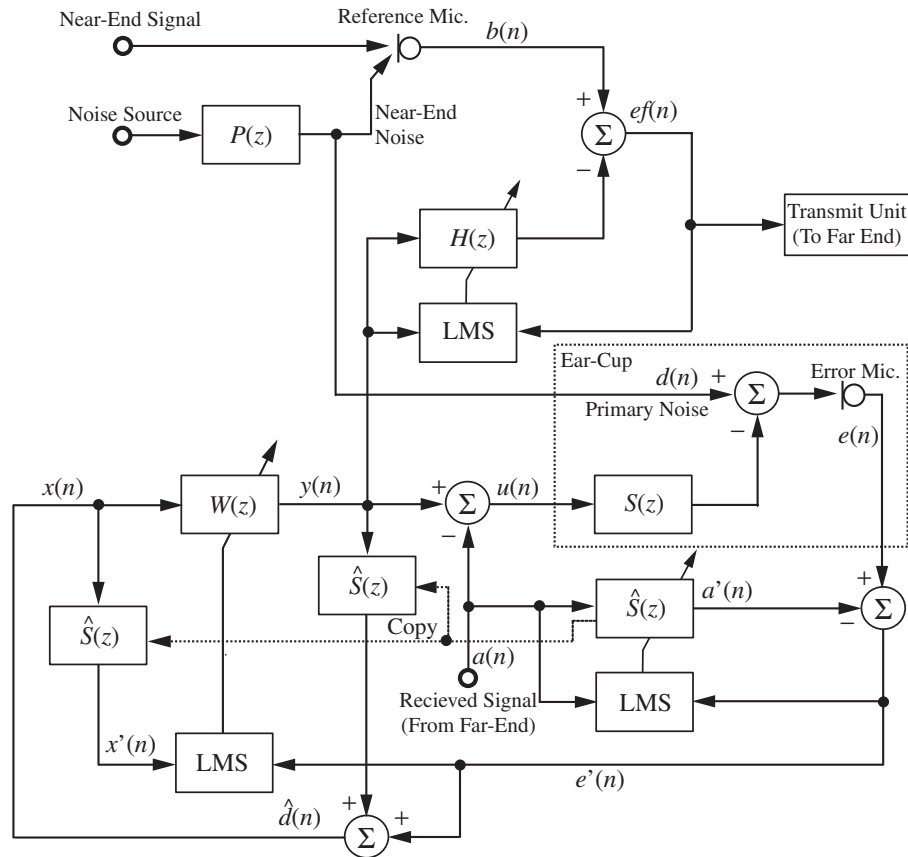 Near-End Signal
Reference Mic.
b(n)
Noise Source
P(z)
Near-End
Noise
+
Σ
ef(n)
−
H(z)
Transmit Unit
(To Far End)
LMS
Ear-Cup
d(n)
+
Σ
Error Mic.
Primary Noise
−
e(n)
x(n)
W(z)
y(n)
+
Σ
u(n)
S(z)
−
Ŝ(z)
Ŝ(z)
a’(n)
+
Σ
−
Ŝ(z)
Copy
a(n)
Recieved Signal
(From Far-End)
LMS
x’(n)
LMS
e’(n)
d̂(n)
+
Σ
+